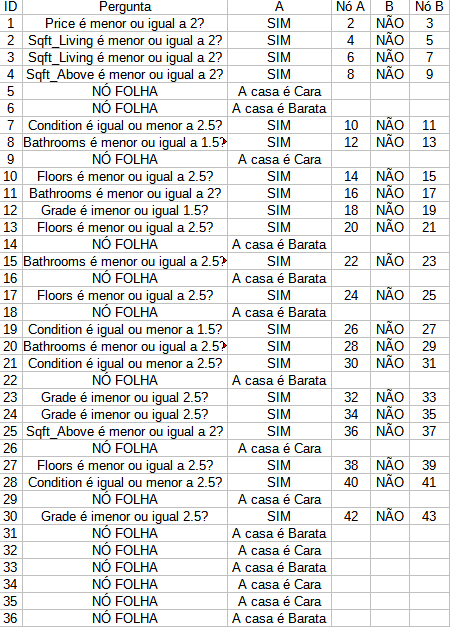 ID Pergunta A Nó A B Nó B
1 Price é menor ou igual a 2? SIM 2 NÃO 3
2 Sqft_Living é menor ou igual a 2? SIM 4 NÃO 5
3 Sqft_Living é menor ou igual a 2? SIM 6 NÃO 7
4 Sqft_Above é menor ou igual a 2? SIM 8 NÃO 9
5 NÓ FOLHA A casa é Cara
6 NÓ FOLHA A casa é Barata
7 Condition é igual ou menor a 2.5? SIM 10 NÃO 11
8 Bathrooms é menor ou igual a 1.5? SIM 12 NÃO 13
9 NÓ FOLHA A casa é Cara
10 Floors é menor ou igual a 2.5? SIM 14 NÃO 15
11 Bathrooms é menor ou igual a 2? SIM 16 NÃO 17
12 Grade é imenor ou igual 1.5? SIM 18 NÃO 19
13 Floors é menor ou igual a 2.5? SIM 20 NÃO 21
14 NÓ FOLHA A casa é Barata
15 Bathrooms é menor ou igual a 2.5? SIM 22 NÃO 23
16 NÓ FOLHA A casa é Barata
17 Floors é menor ou igual a 2.5? SIM 24 NÃO 25
18 NÓ FOLHA A casa é Barata
19 Condition é igual ou menor a 1.5? SIM 26 NÃO 27
20 Bathrooms é menor ou igual a 2.5? SIM 28 NÃO 29
21 Condition é igual ou menor a 2.5? SIM 30 NÃO 31
22 NÓ FOLHA A casa é Barata
23 Grade é imenor ou igual 2.5? SIM 32 NÃO 33
24 Grade é imenor ou igual 2.5? SIM 34 NÃO 35
25 Sqft_Above é menor ou igual a 2? SIM 36 NÃO 37
26 NÓ FOLHA A casa é Cara
27 Floors é menor ou igual a 2.5? SIM 38 NÃO 39
28 Condition é igual ou menor a 2.5? SIM 40 NÃO 41
29 NÓ FOLHA A casa é Cara
30 Grade é imenor ou igual 2.5? SIM 42 NÃO 43
31 NÓ FOLHA A casa é Barata
32 NÓ FOLHA A casa é Cara
33 NÓ FOLHA A casa é Barata
34 NÓ FOLHA A casa é Cara
35 NÓ FOLHA A casa é Cara
36 NÓ FOLHA A casa é Barata